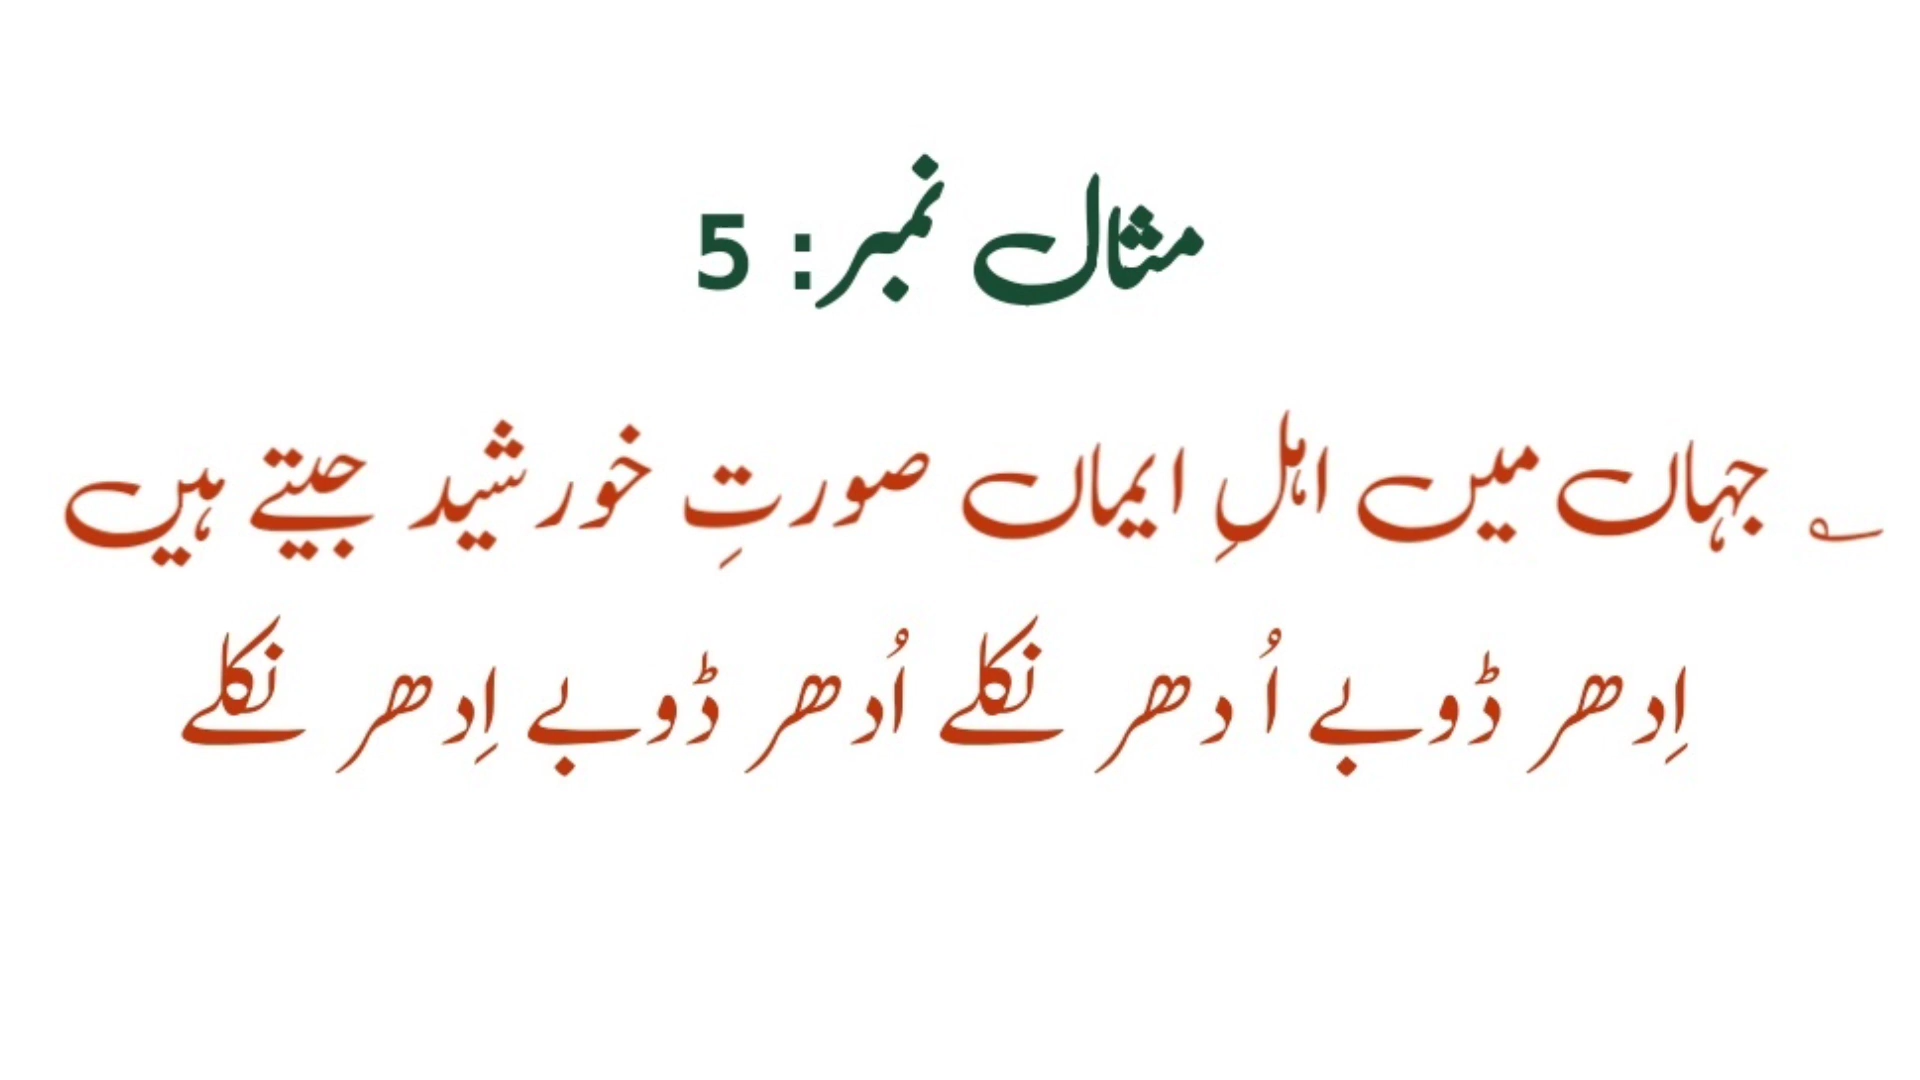 مثال نمبر: 5
؎ جہاں میں اہلِ ایماں صورتِ خورشید جیتے ہیں
اِدھر ڈوبے اُدھر نکلے اُدھر ڈوبے اِدھر نکلے